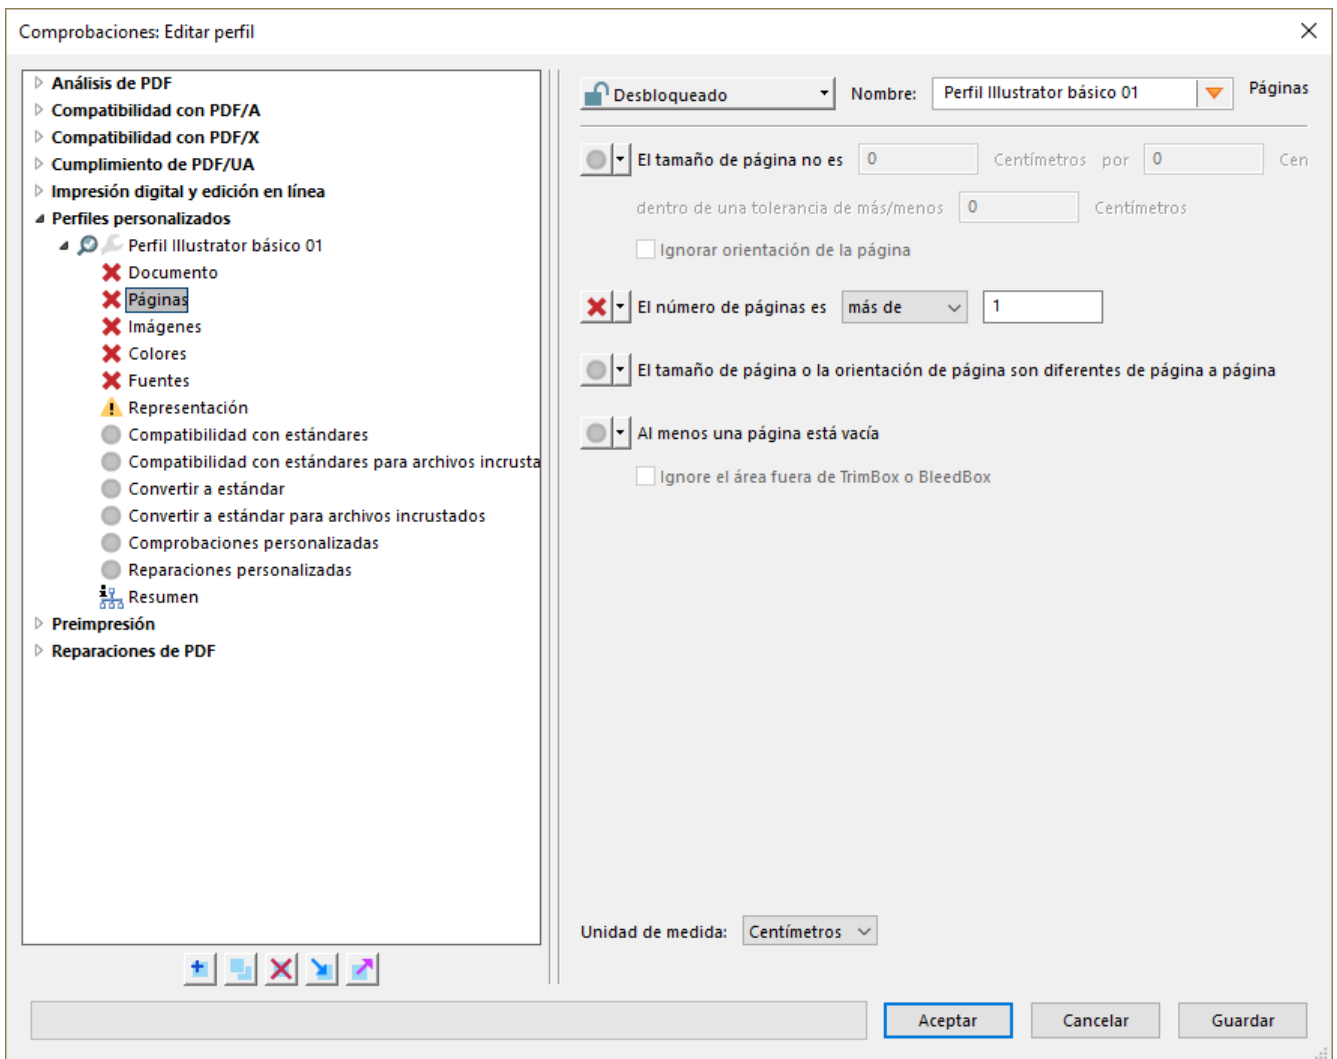 Comprobaciones: Editar perfil
Análisis de PDF
Compatibilidad con PDF/A
Compatibilidad con PDF/X
Cumplimiento de PDF/UA
Impresión digital y edición en línea
Perfiles personalizados
Perfil Illustrator básico 01
Documento
Páginas
Imágenes
Colores
Fuentes
Representación
Compatibilidad con estándares
Compatibilidad con estándares para archivos incrusta
Convertir a estándar
Convertir a estándar para archivos incrustados
Comprobaciones personalizadas
Reparaciones personalizadas
Resumen
Preimpresión
Reparaciones de PDF
Desbloqueado Nombre: Perfil Illustrator básico 01 Páginas
El tamaño de página no es 0 Centímetros por 0 Cen
dentro de una tolerancia de más/menos 0 Centímetros
Ignorar orientación de la página
El número de páginas es más de 1
El tamaño de página o la orientación de página son diferentes de página a página
Al menos una página está vacía
Ignore el área fuera de TrimBox o BleedBox
Unidad de medida: Centímetros
Aceptar Cancelar Guardar